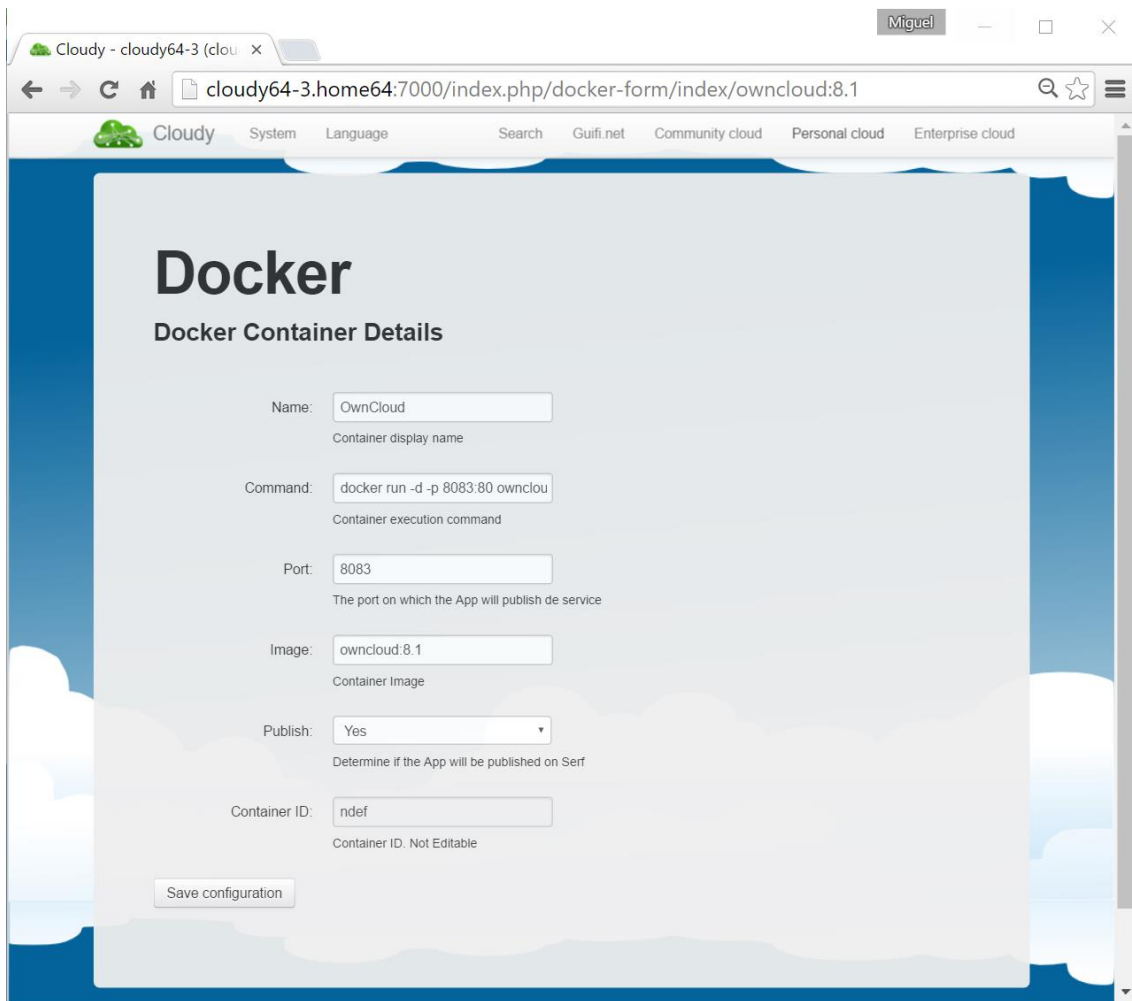 Miguel
Cloudy - cloudy64-3 (clou
cloudy64-3.home64:7000/index.php/docker-form/index/owncloud:8.1
Cloudy System Language Search Guifi.net Community cloud Personal cloud Enterprise cloud
Docker
Docker Container Details
Name: OwnCloud
Container display name
Command: docker run -d -p 8083:80 ownclou
Container execution command
Port: 8083
The port on which the App will publish de service
Image: owncloud:8.1
Container Image
Publish: Yes
Determine if the App will be published on Serf
Container ID: ndef
Container ID. Not Editable
Save configuration